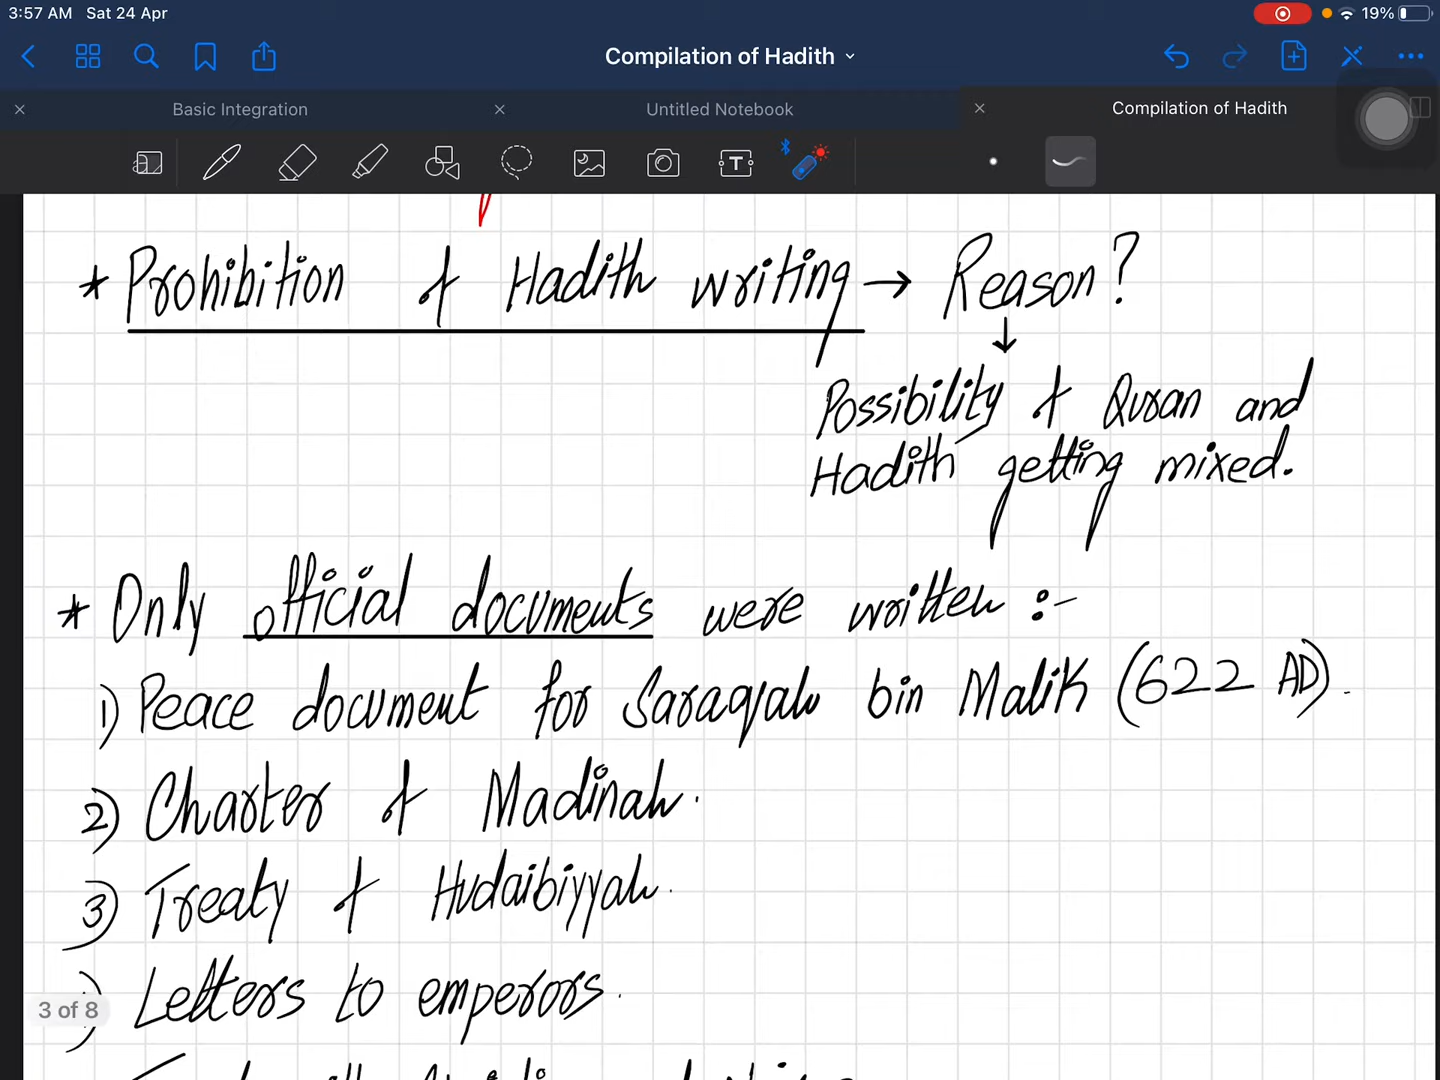 3:57 AM Sat 24 Apr
19%
Compilation of Hadith
Basic Integration
Untitled Notebook
Compilation of Hadith
* Prohibition of Hadith writing → Reason?
Possibility of Quran and
Hadith getting mixed.
* Only official documents were written :-
1) Peace document for Saraqah bin Malik (622 AD).
2) Charter of Madinah.
3) Treaty of Hudaibiyyah.
) Letters to emperors.
3 of 8